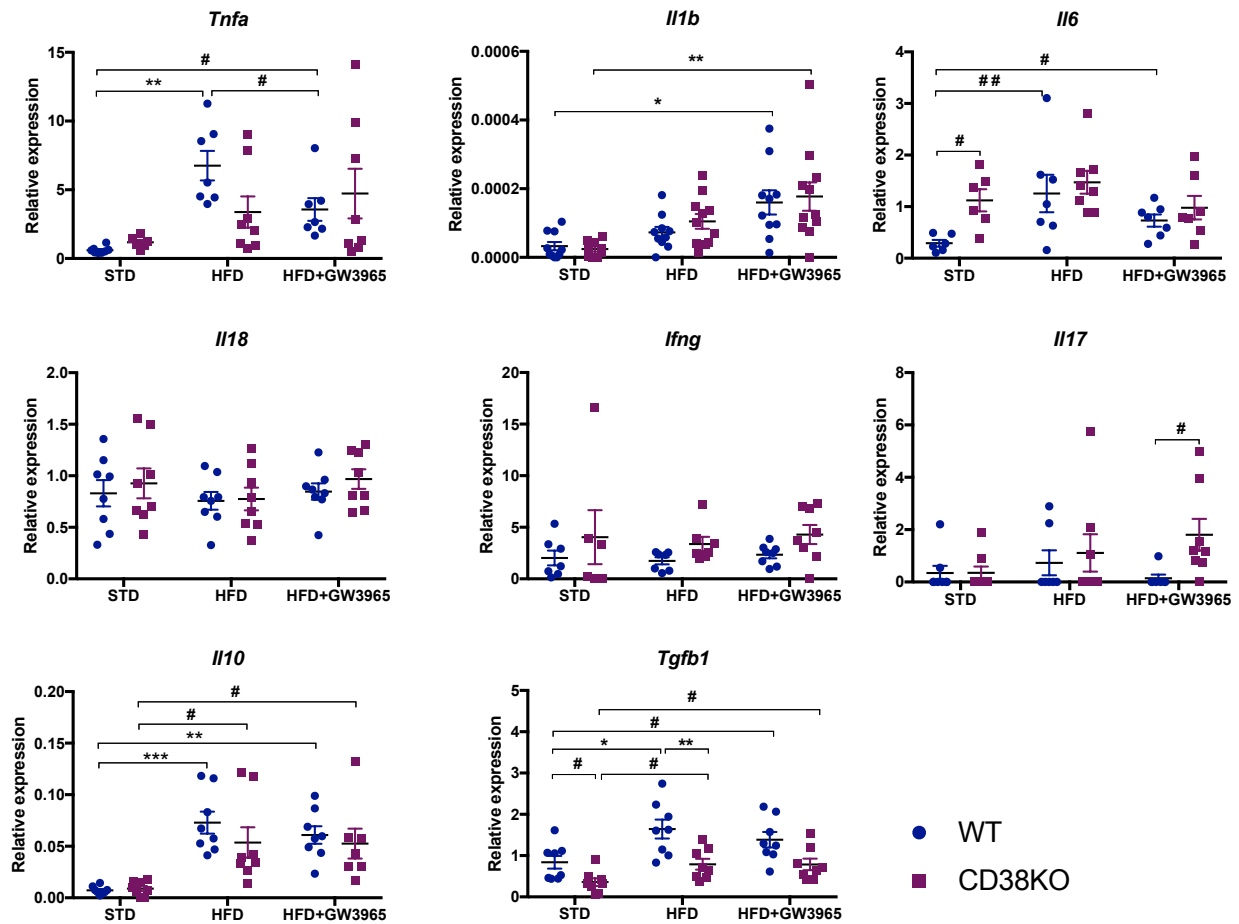 Tnfa
Relative expression
15
10
5
0
#
**
#
STD
HFD
HFD+GW3965
Il1b
Relative expression
0.0006
0.0004
0.0002
0.0000
**
*
STD
HFD
HFD+GW3965
Il6
Relative expression
4
3
2
1
0
#
##
#
STD
HFD
HFD+GW3965
Il18
Relative expression
2.0
1.5
1.0
0.5
0.0
STD
HFD
HFD+GW3965
Ifng
Relative expression
20
15
10
5
0
STD
HFD
HFD+GW3965
Il17
Relative expression
8
6
4
2
0
#
STD
HFD
HFD+GW3965
Il10
Relative expression
0.20
0.15
0.10
0.05
0.00
#
#
**
***
STD
HFD
HFD+GW3965
Tgfb1
Relative expression
5
4
3
2
1
0
#
#
*
**
#
#
STD
HFD
HFD+GW3965
WT
CD38KO